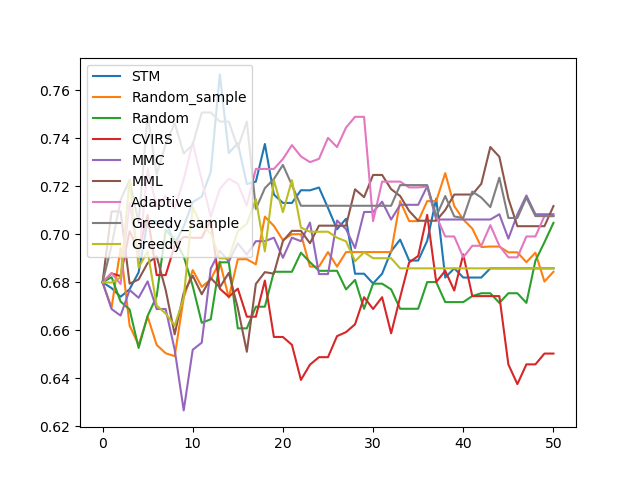 0.76
0.74
0.72
0.70
0.68
0.66
0.64
0.62
0
10
20
30
40
50
STM
Random_sample
Random
CVIRS
MMC
MML
Adaptive
Greedy_sample
Greedy